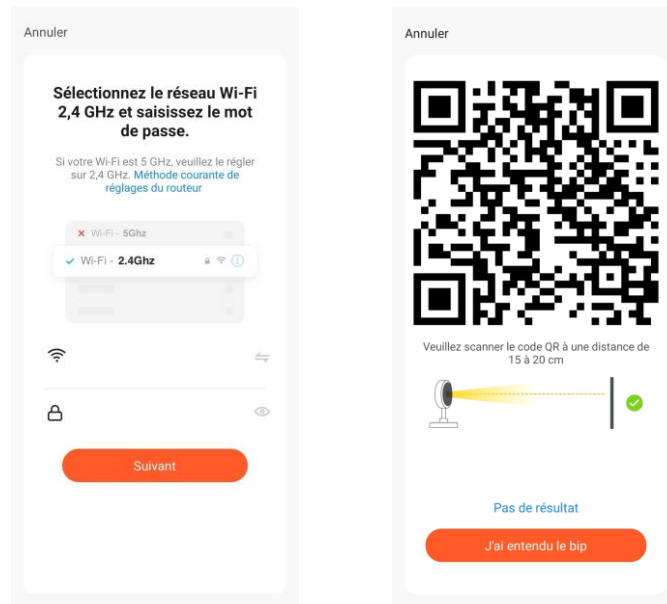 Annuler
Sélectionnez le réseau Wi-Fi
2,4 GHz et saisissez le mot
de passe.
Si votre Wi-Fi est 5 GHz, veuillez le régler
sur 2,4 GHz. Méthode courante de
réglages du routeur
Wi-Fi - 5Ghz
Wi-Fi - 2.4Ghz
Suivant
Annuler
Veuillez scanner le code QR à une distance de
15 à 20 cm
Pas de résultat
J'ai entendu le bip